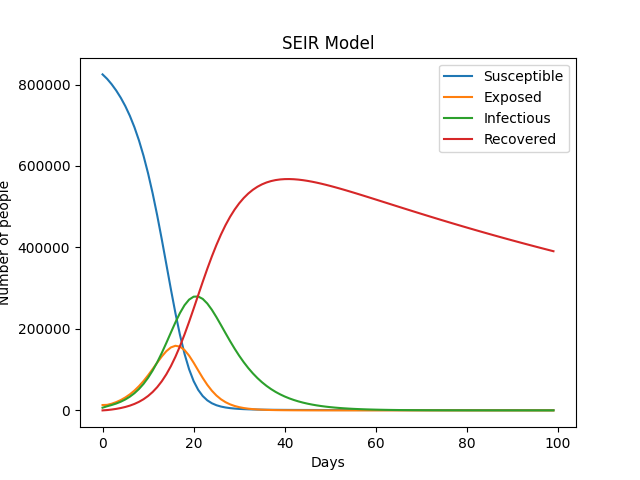 SEIR Model
Number of people
800000
600000
400000
200000
0
0 20 40 60 80 100
Days
Susceptible
Exposed
Infectious
Recovered